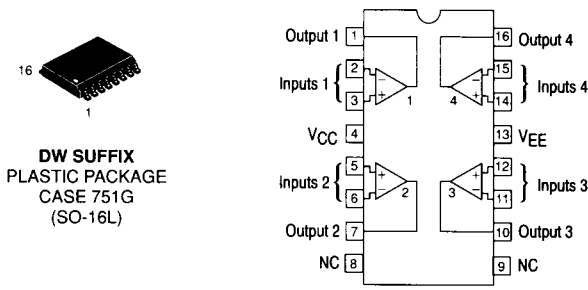 16
1
DW SUFFIX
PLASTIC PACKAGE
CASE 751G
(SO-16L)
Output 1 1 16 Output 4
Inputs 1 { 2 - 1 - 15 } Inputs 4
3 + 4 + 14
VCC 4 13 VEE
Inputs 2 { 5 + 2 + 12 } Inputs 3
6 - 3 - 11
Output 2 7 10 Output 3
NC 8 9 NC